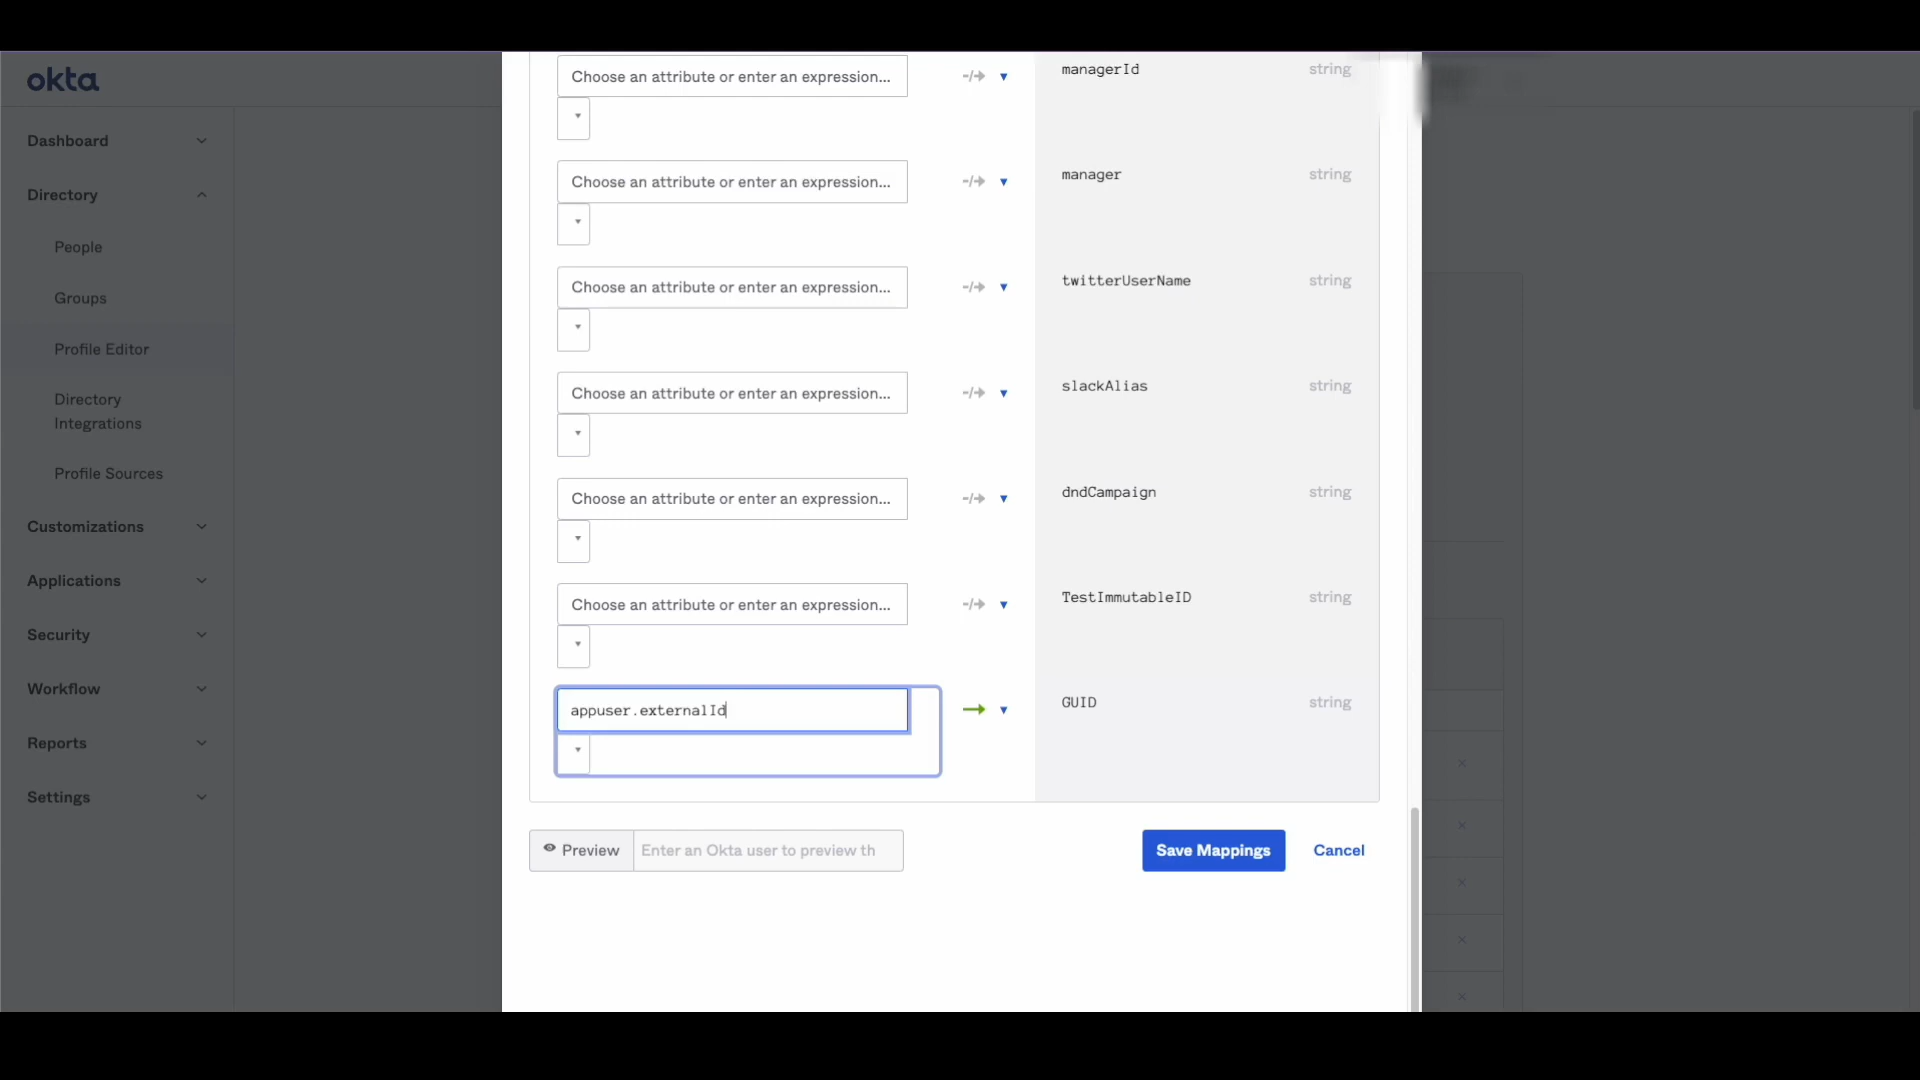 okta
Dashboard
Directory
People
Groups
Profile Editor
Directory
Integrations
Profile Sources
Customizations
Applications
Security
Workflow
Reports
Settings
Choose an attribute or enter an expression...
managerId string
Choose an attribute or enter an expression...
manager string
Choose an attribute or enter an expression...
twitterUserName string
Choose an attribute or enter an expression...
slackAlias string
Choose an attribute or enter an expression...
dndCampaign string
Choose an attribute or enter an expression...
TestImmutableID string
appuser.externalId
GUID string
Preview
Enter an Okta user to preview th
Save Mappings
Cancel